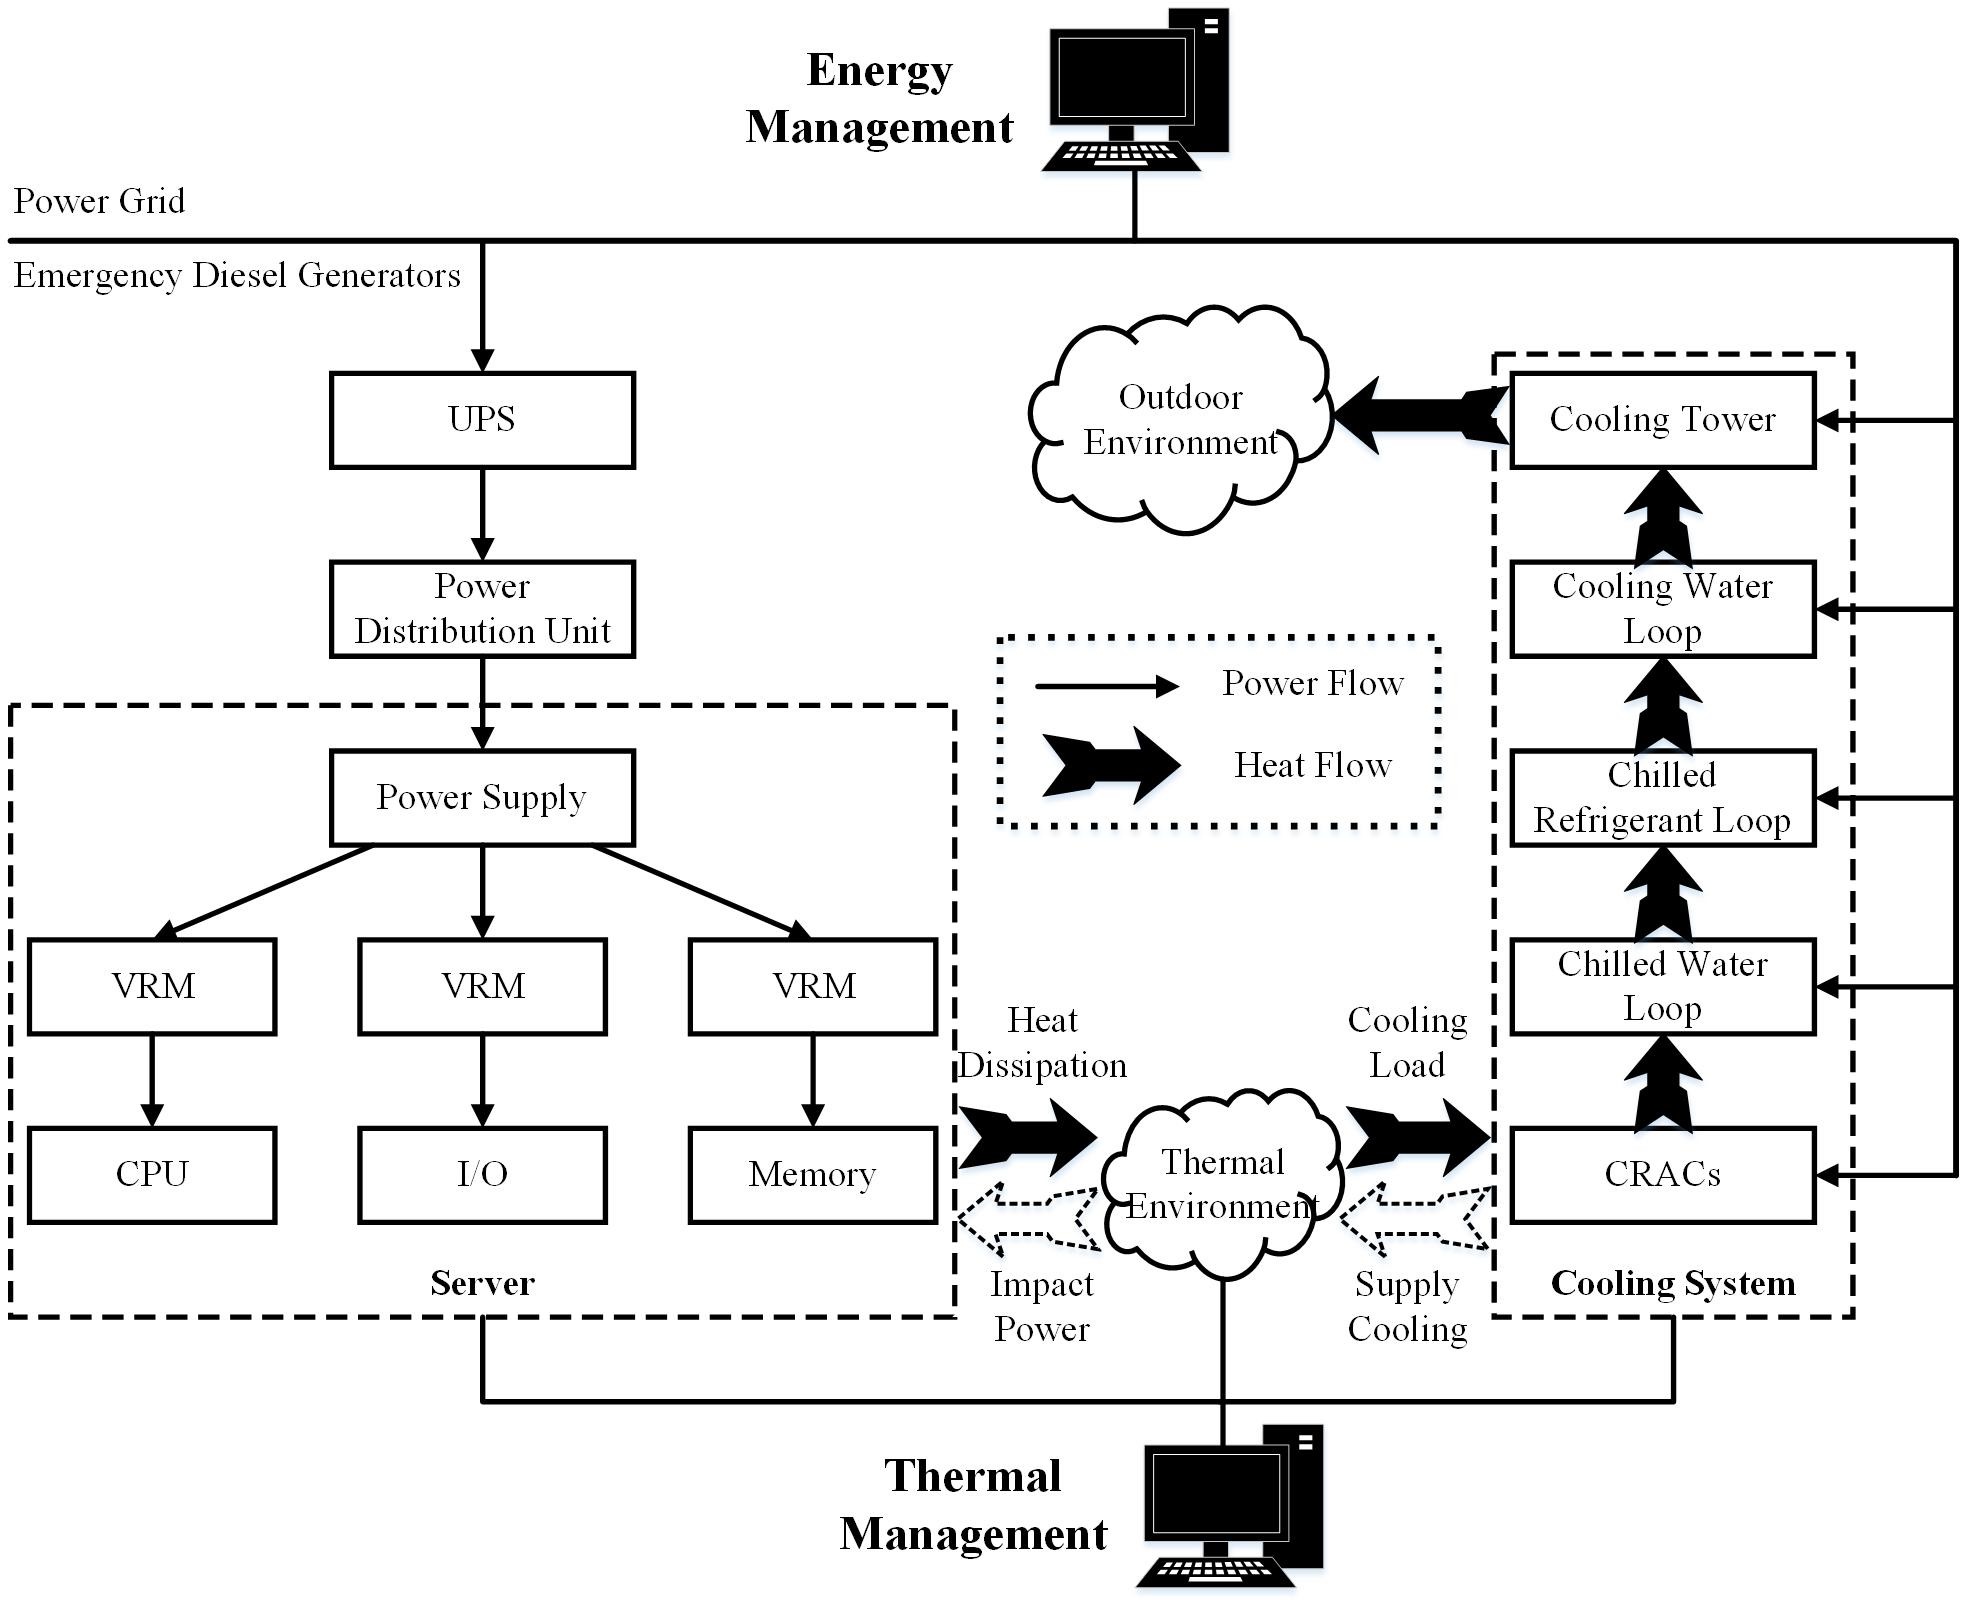 Energy
Management
Power Grid
Emergency Diesel Generators
UPS
Outdoor
Environment
Cooling Tower
Power
Distribution Unit
Cooling Water
Loop
Power Flow
Heat Flow
Power Supply
Chilled
Refrigerant Loop
VRM
VRM
VRM
Chilled Water
Loop
Heat
Dissipation
Cooling
Load
CPU
I/O
Memory
Thermal
Environment
CRACs
Server
Impact
Power
Supply
Cooling
Cooling System
Thermal
Management